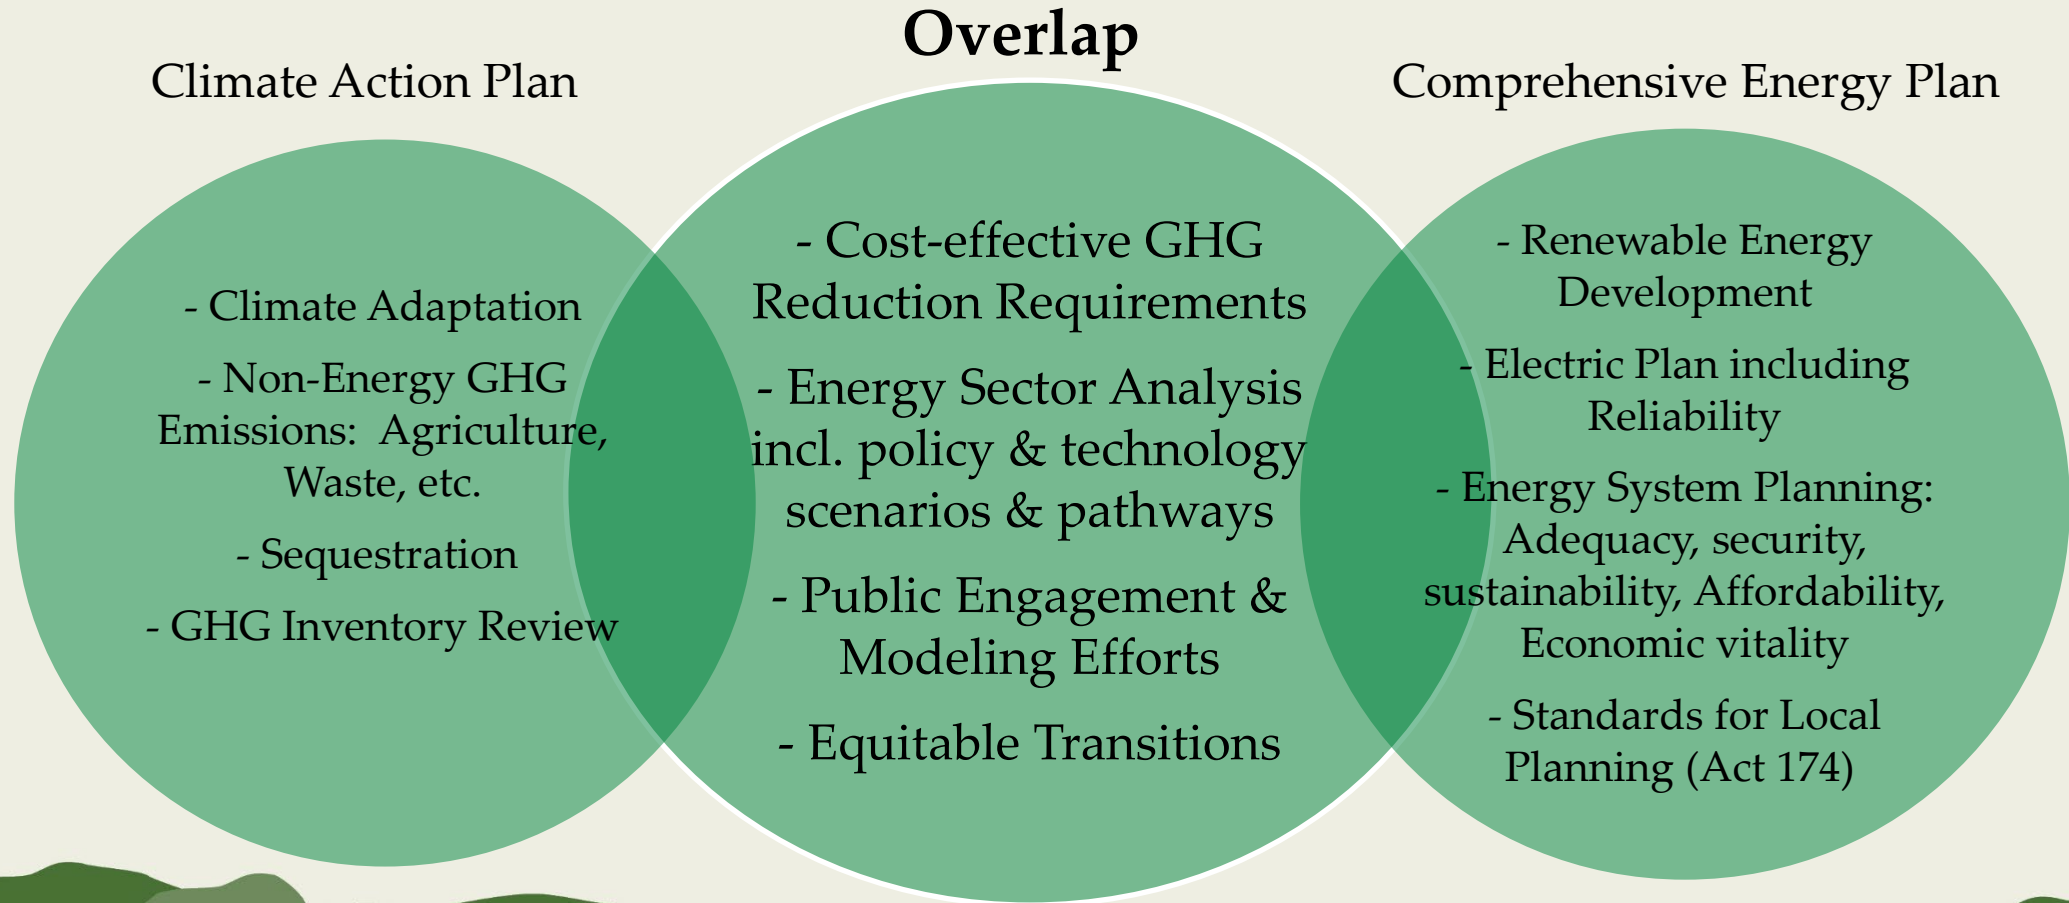 Overlap
Climate Action Plan
Comprehensive Energy Plan
- Climate Adaptation
- Non-Energy GHG
Emissions:  Agriculture,
Waste, etc.
- Sequestration
- GHG Inventory Review
- Cost-effective GHG
Reduction Requirements
- Energy Sector Analysis
incl. policy & technology
scenarios & pathways
- Public Engagement &
Modeling Efforts
- Equitable Transitions
- Renewable Energy
Development
- Electric Plan including
Reliability
- Energy System Planning:
Adequacy, security,
sustainability, Affordability,
Economic vitality
- Standards for Local
Planning (Act 174)